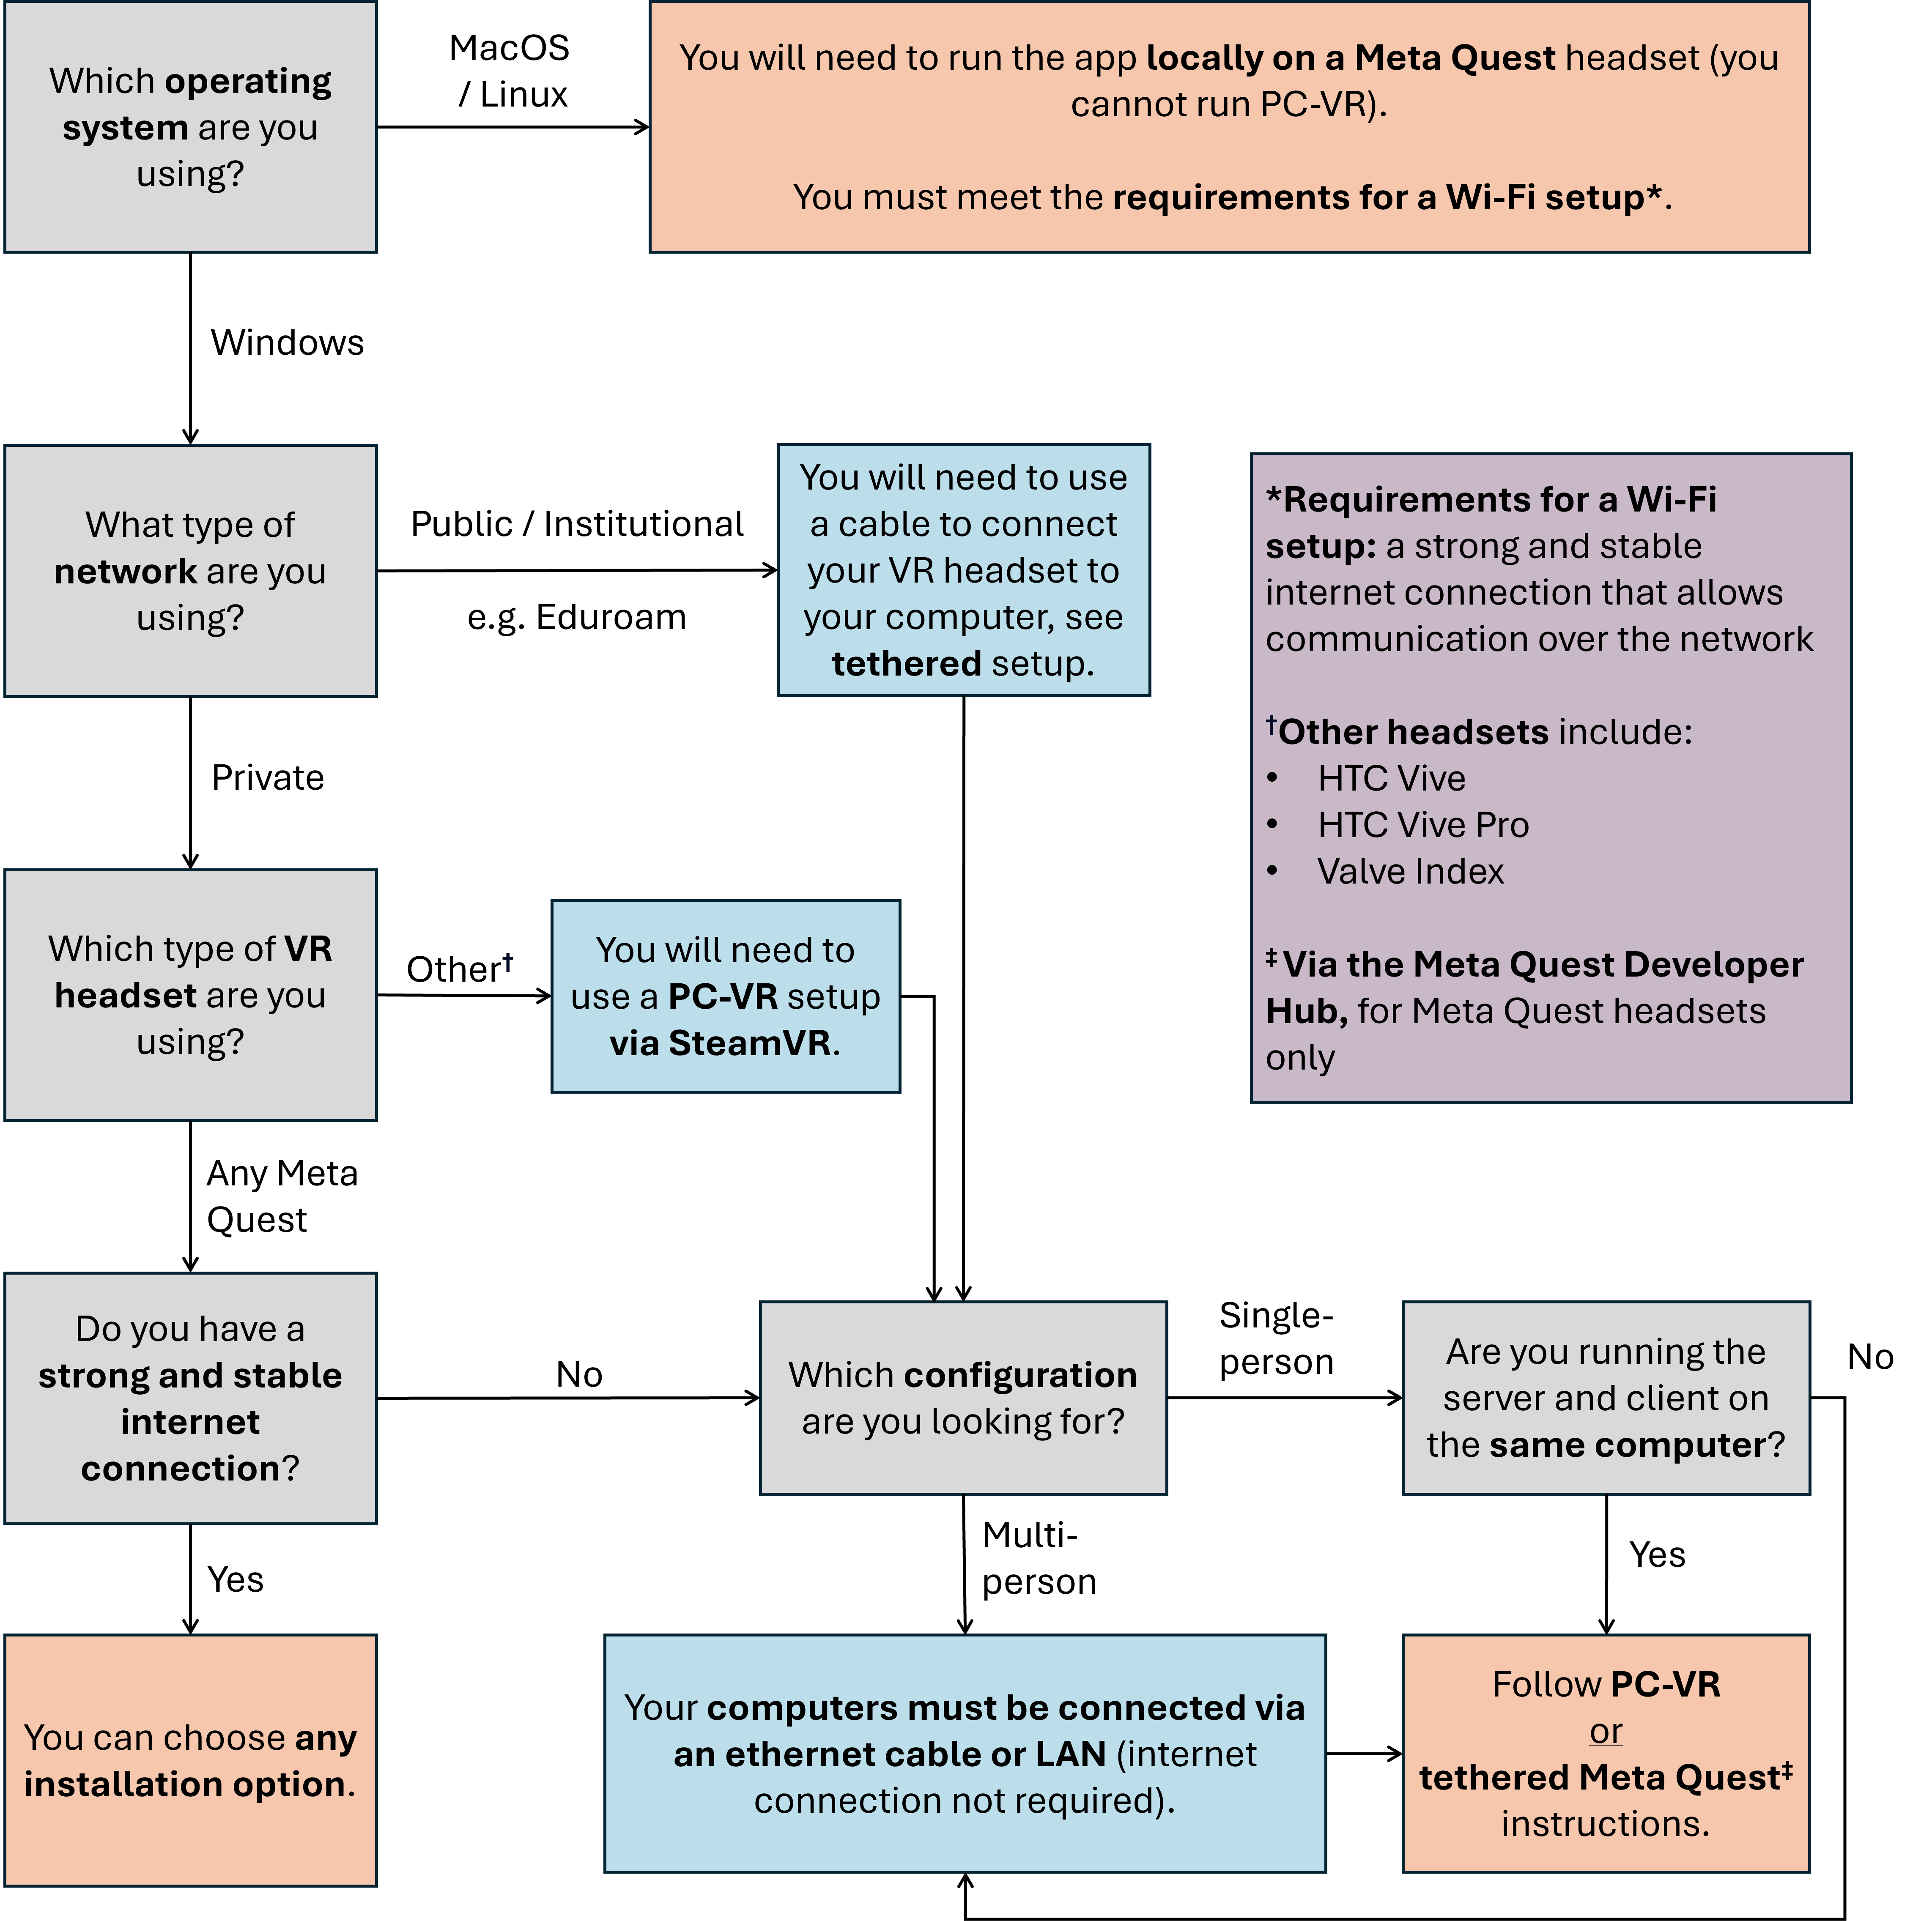 Which operating
system are you
using?
MacOS
/ Linux
You will need to run the app locally on a Meta Quest headset (you
cannot run PC-VR).
You must meet the requirements for a Wi-Fi setup*.
Windows
What type of
network are you
using?
Public / Institutional
e.g. Eduroam
You will need to use
a cable to connect
your VR headset to
your computer, see
tethered setup.
*Requirements for a Wi-Fi
setup: a strong and stable
internet connection that allows
communication over the network
†Other headsets include:
• HTC Vive
• HTC Vive Pro
• Valve Index
‡ Via the Meta Quest Developer
Hub, for Meta Quest headsets
only
Private
Which type of VR
headset are you
using?
Other†
You will need to
use a PC-VR setup
via SteamVR.
Any Meta
Quest
Do you have a
strong and stable
internet
connection?
No
Which configuration
are you looking for?
Single-
person
Are you running the
server and client on
the same computer?
No
Yes
Multi-
person
Yes
You can choose any
installation option.
Your computers must be connected via
an ethernet cable or LAN (internet
connection not required).
Follow PC-VR
or
tethered Meta Quest‡
instructions.